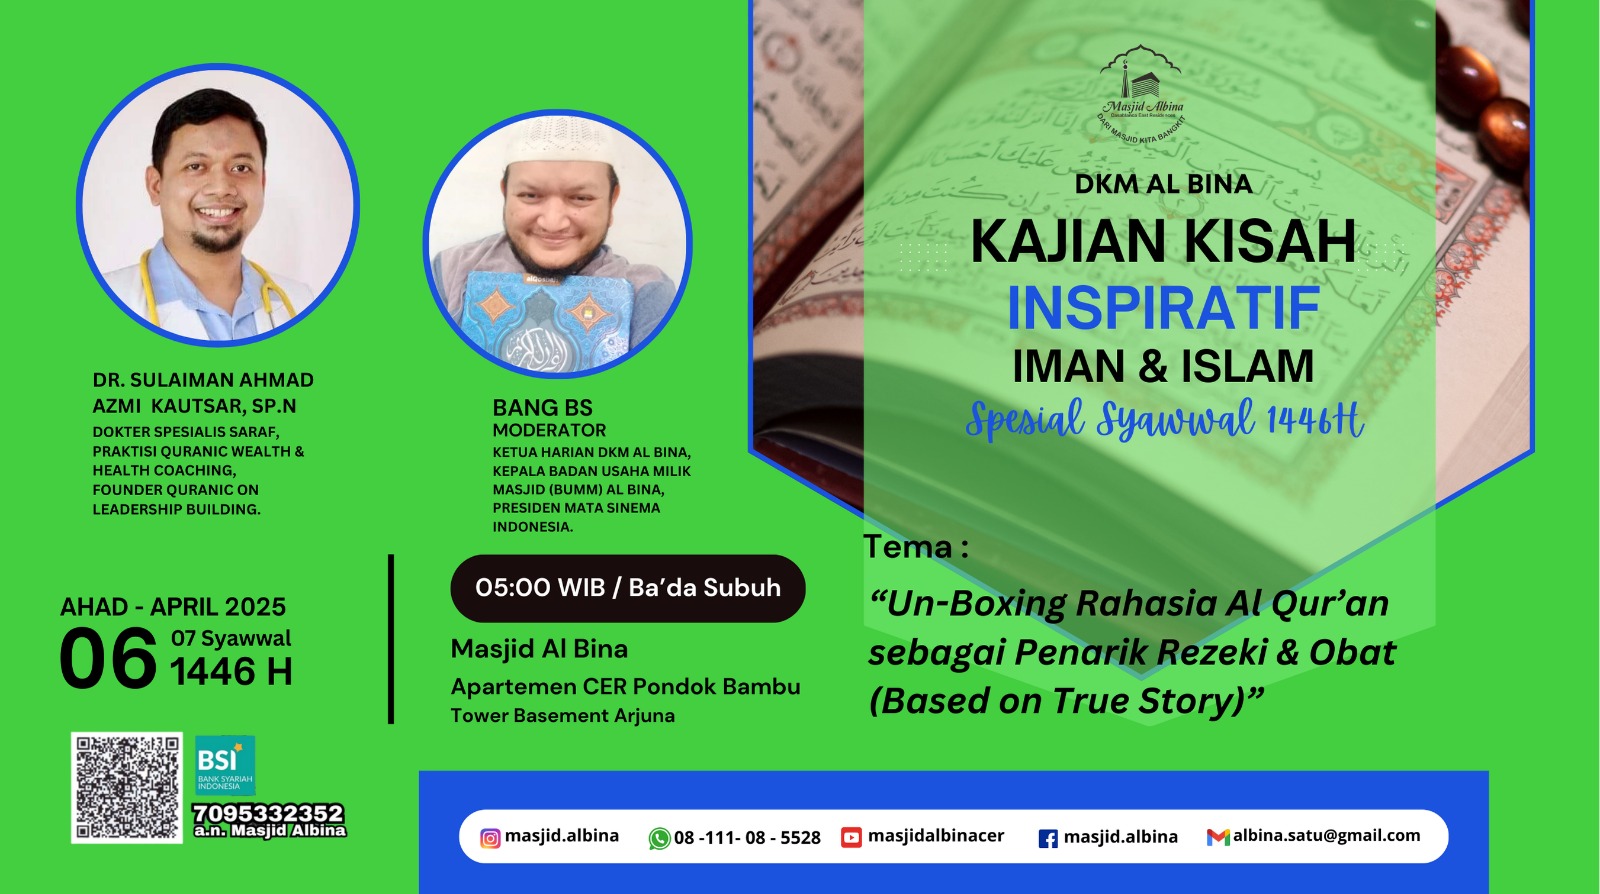 Masjid Albina
DARI MASJID KITA BANGKIT
DKM AL BINA
KAJIAN KISAH
INSPIRATIF
IMAN & ISLAM
Spesial Syawwal 1446H
DR. SULAIMAN AHMAD
AZMI KAUTSAR, SP.N
DOKTER SPESIALIS SARAF,
PRAKTISI QURANIC WEALTH &
HEALTH COACHING,
FOUNDER QURANIC ON
LEADERSHIP BUILDING.
BANG BS
MODERATOR
KETUA HARIAN DKM AL BINA,
KEPALA BADAN USAHA MILIK
MASJID (BUMM) AL BINA,
PRESIDEN MATA SINEMA
INDONESIA.
Tema :
“Un-Boxing Rahasia Al Qur’an
sebagai Penarik Rezeki & Obat
(Based on True Story)”
AHAD - APRIL 2025
06
07 Syawwal
1446 H
05:00 WIB / Ba’da Subuh
Masjid Al Bina
Apartemen CER Pondok Bambu
Tower Basement Arjuna
BSI
BANK SYARIAH
INDONESIA
7095332352
a.n. Masjid Albina
masjid.albina
08 -111- 08 - 5528
masjidalbinacer
masjid.albina
albina.satu@gmail.com